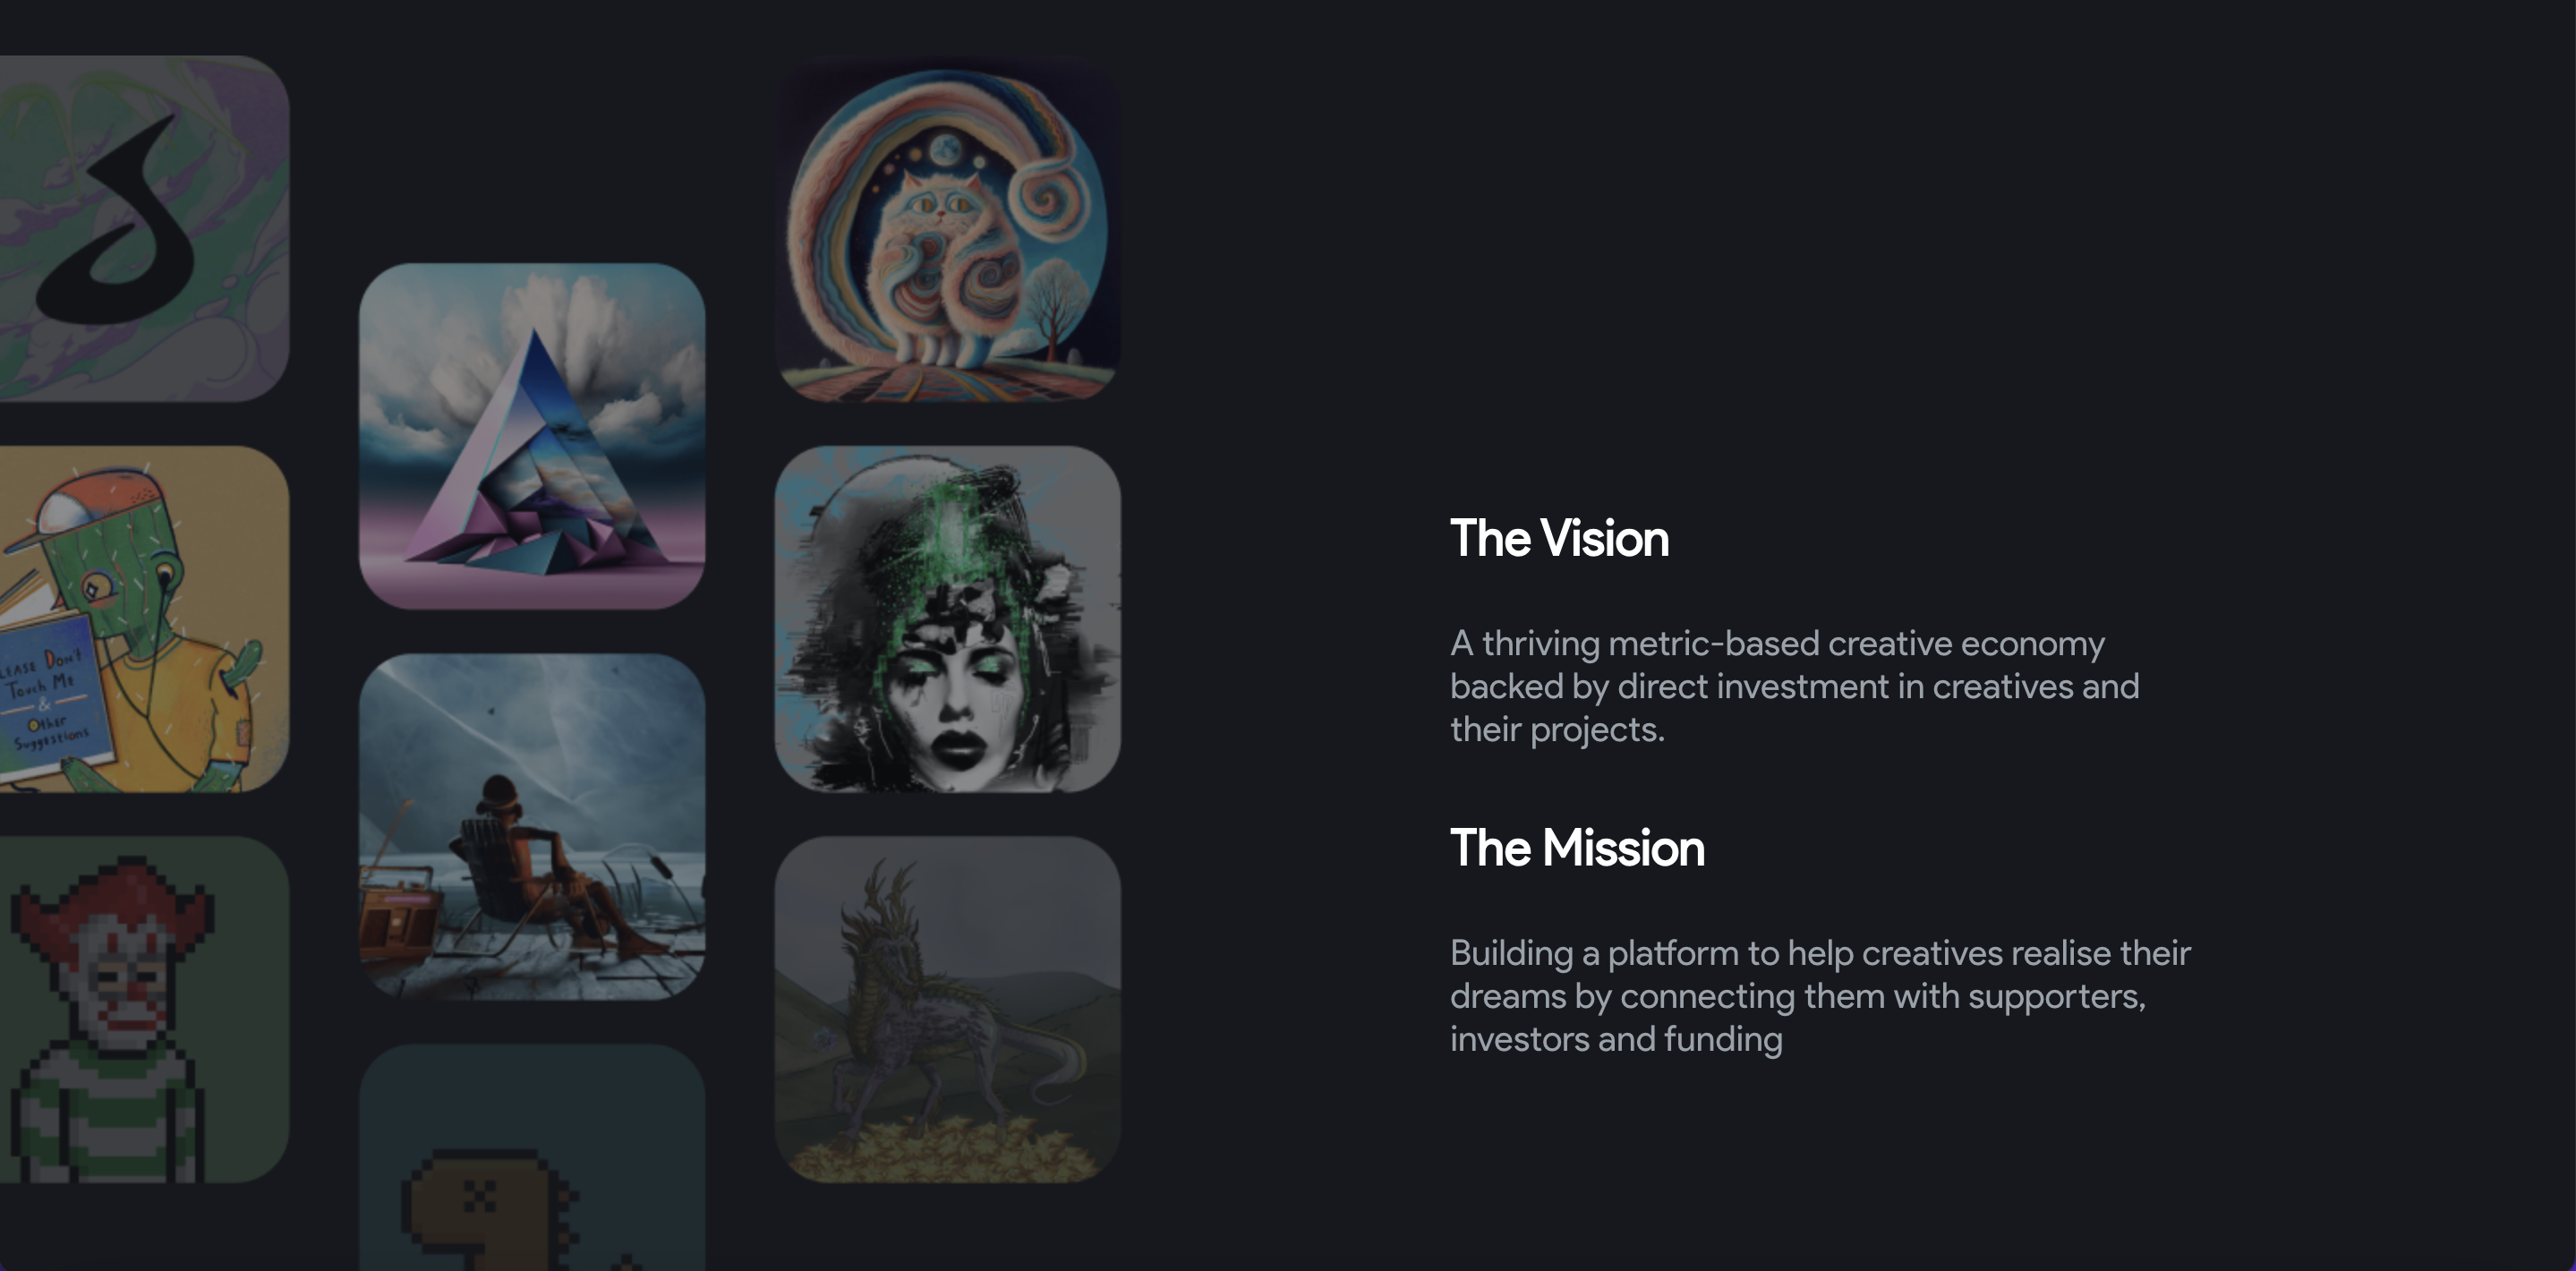 LEASE DON'T
Touch Me
&
Other
Suggestions
The Vision
A thriving metric-based creative economy
backed by direct investment in creatives and
their projects.
The Mission
Building a platform to help creatives realise their
dreams by connecting them with supporters,
investors and funding